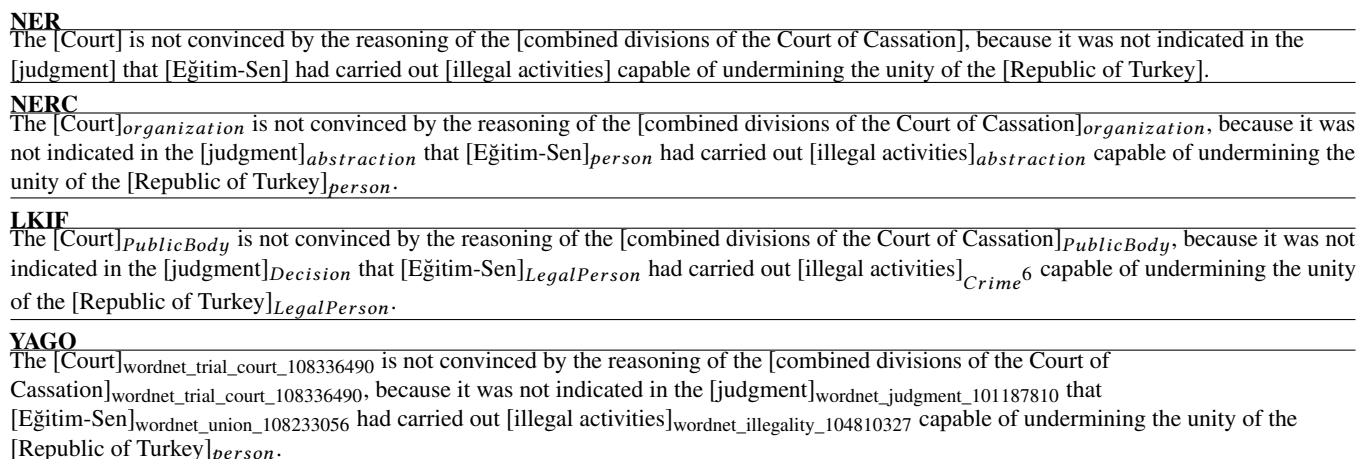 NER
The [Court] is not convinced by the reasoning of the [combined divisions of the Court of Cassation], because it was not indicated in the
[judgment] that [Eğitim-Sen] had carried out [illegal activities] capable of undermining the unity of the [Republic of Turkey].
NERC
The [Court]organization is not convinced by the reasoning of the [combined divisions of the Court of Cassation]organization, because it was
not indicated in the [judgment]abstraction that [Eğitim-Sen]person had carried out [illegal activities]abstraction capable of undermining the
unity of the [Republic of Turkey]person.
LKIF
The [Court]PublicBody is not convinced by the reasoning of the [combined divisions of the Court of Cassation]PublicBody, because it was not
indicated in the [judgment]Decision that [Eğitim-Sen]LegalPerson had carried out [illegal activities]Crime6 capable of undermining the unity
of the [Republic of Turkey]LegalPerson.
YAGO
The [Court]wordnet_trial_court_108336490 is not convinced by the reasoning of the [combined divisions of the Court of
Cassation]wordnet_trial_court_108336490, because it was not indicated in the [judgment]wordnet_judgment_101187810 that
[Eğitim-Sen]wordnet_union_108233056 had carried out [illegal activities]wordnet_illegality_104810327 capable of undermining the unity of the
[Republic of Turkey]person.